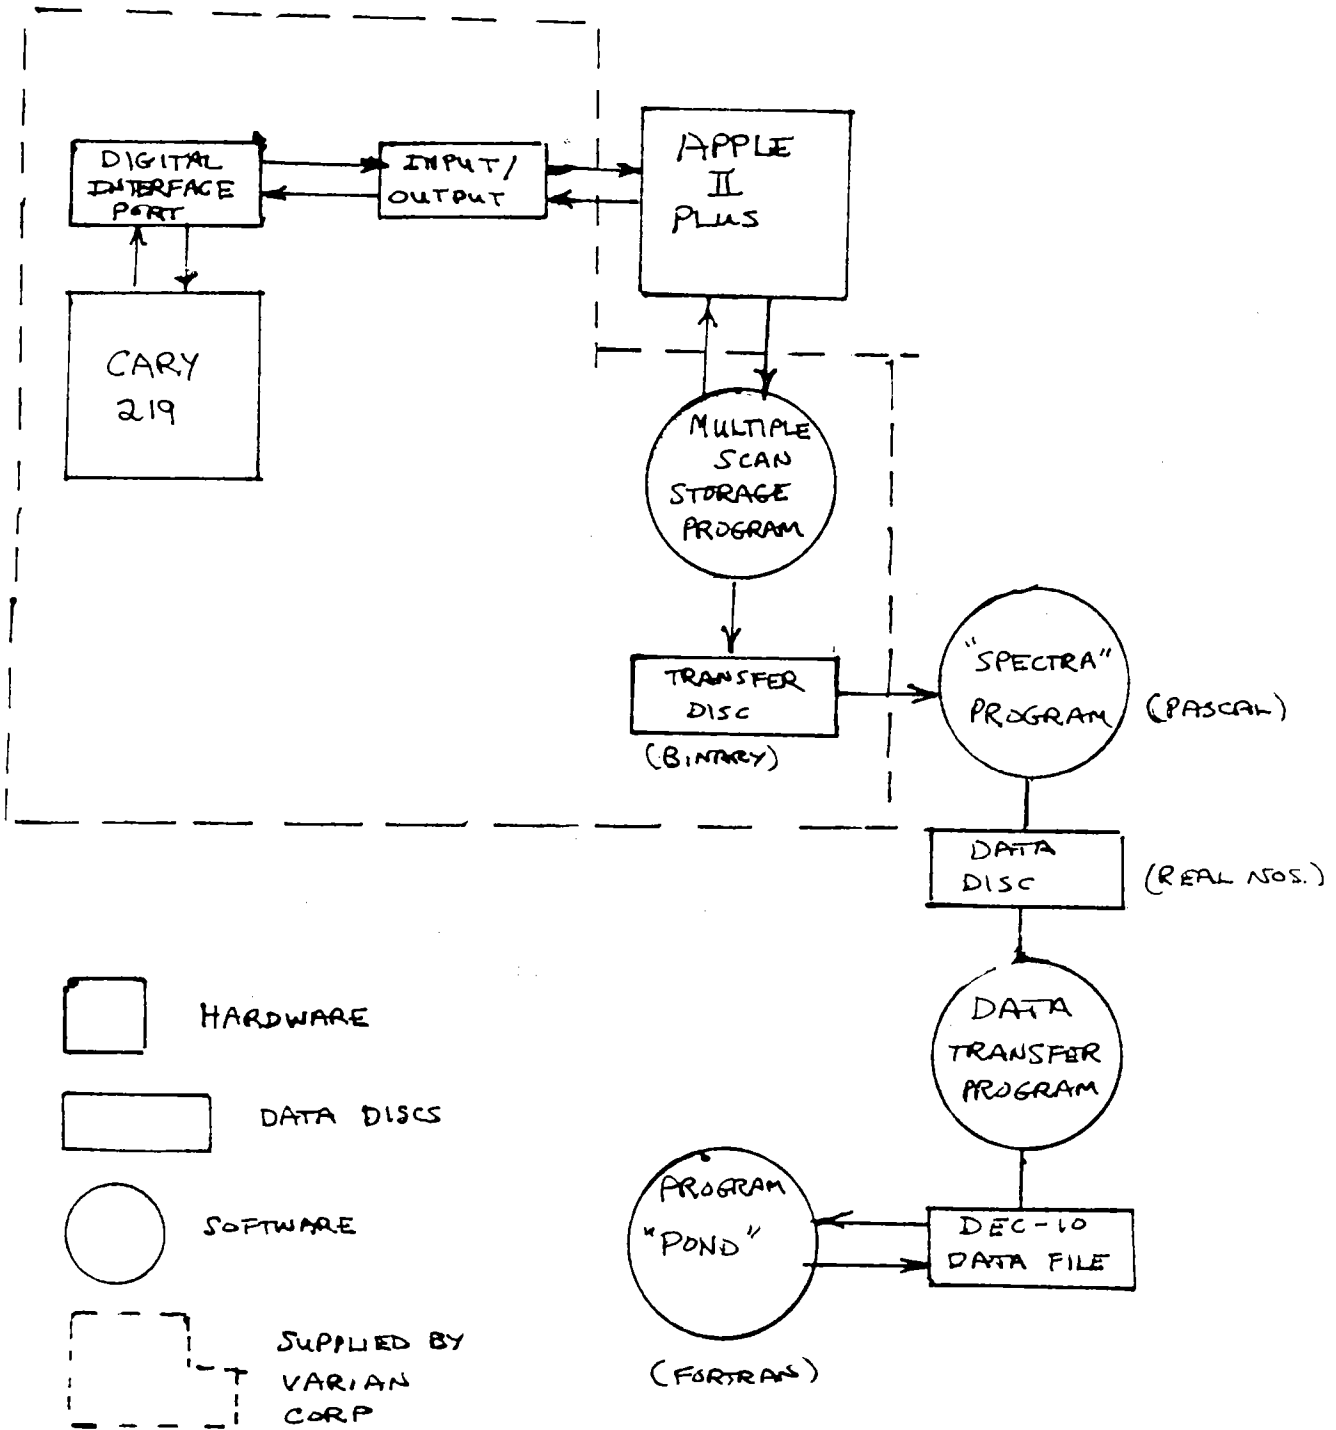 DIGITAL
INTERFACE
PORT
INPUT/
OUTPUT
APPLE
II
PLUS
CARY
219
MULTIPLE
SCAN
STORAGE
PROGRAM
TRANSFER
DISC
(BINARY)
"SPECTRA"
PROGRAM
(PASCAL)
DATA
DISC
(REAL NOS.)
DATA
TRANSFER
PROGRAM
DEC-10
DATA FILE
PROGRAM
"POND"
(FORTRAN)
HARDWARE
DATA DISCS
SOFTWARE
SUPPLIED BY
VARIAN
CORP